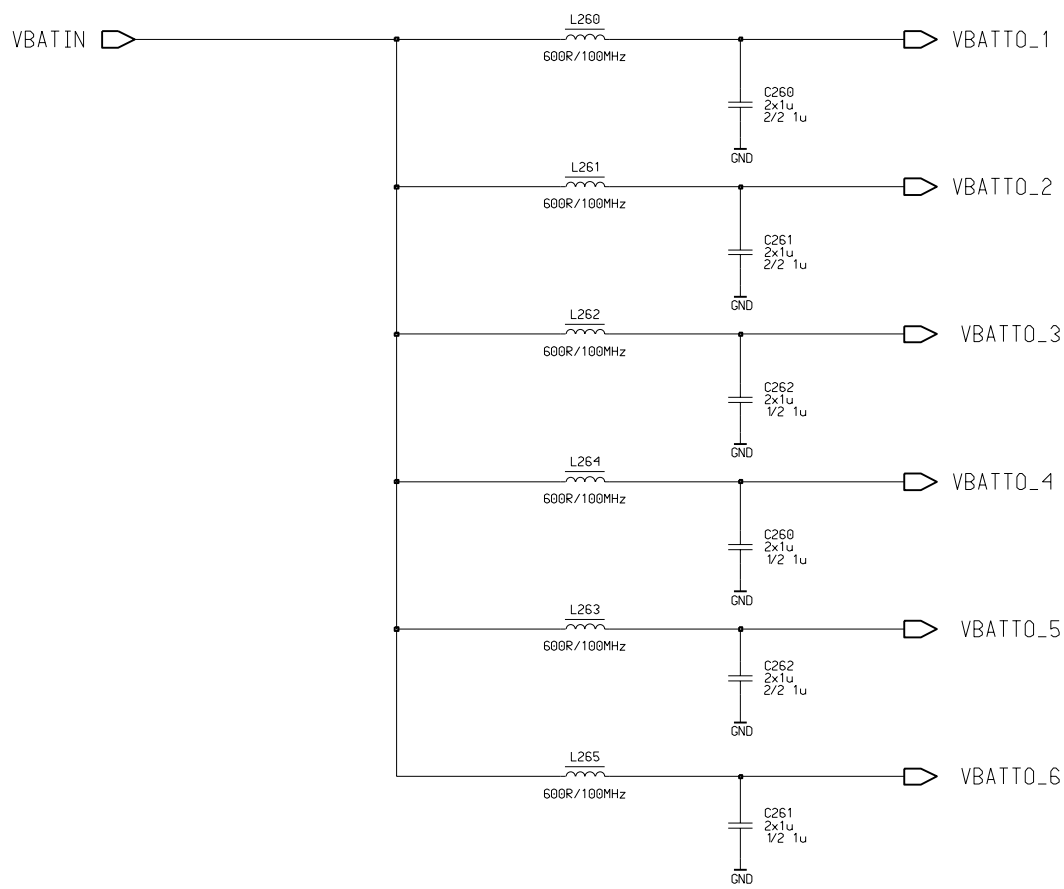 L260
VBATIN
VBATTO_1
600R/100MHz
C260
2x1u
2/2 1u
GND
L261
VBATTO_2
600R/100MHz
C261
2x1u
2/2 1u
GND
L262
VBATTO_3
600R/100MHz
C262
2x1u
1/2 1u
GND
L264
VBATTO_4
600R/100MHz
C260
2x1u
1/2 1u
GND
L263
VBATTO_5
600R/100MHz
C262
2x1u
2/2 1u
GND
L265
VBATTO_6
600R/100MHz
C261
2x1u
1/2 1u
GND